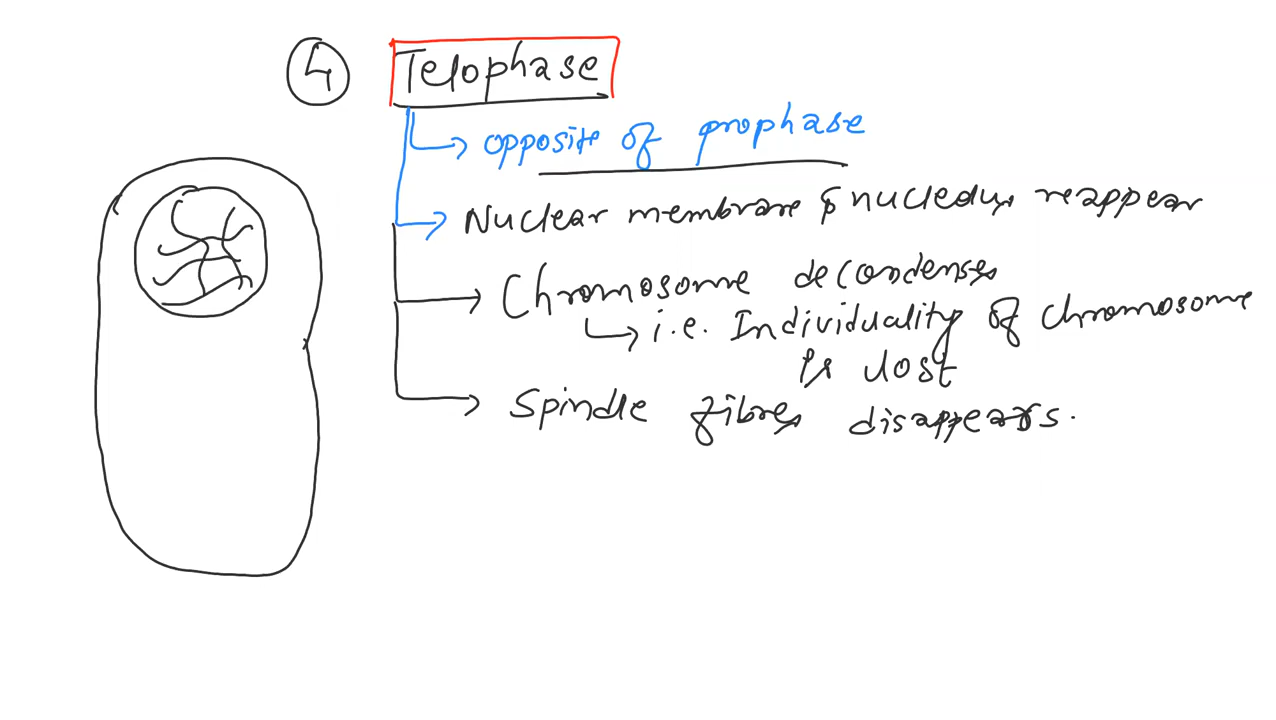 4 Telophase
opposite of prophase
Nuclear membrane & nucleolus reappear
Chromosome decondenses
i.e. Individuality of chromosome
is lost
Spindle fibres disappears.